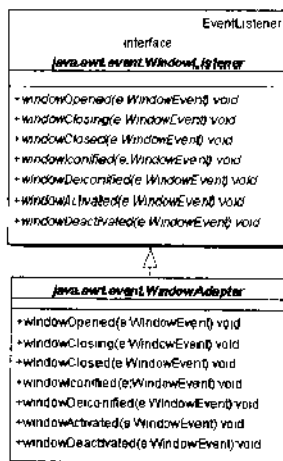 EventListener
interface
java.awt.event.WindowListener
+windowOpened(e:WindowEvent) void
+windowClosing(e WindowEvent) void
+windowClosed(e WindowEvent) void
+windowIconified(e.WindowEvent) void
+windowDeiconified(e WindowEvent) void
+windowActivated(e WindowEvent) void
+windowDeactivated(e WindowEvent) void
java.awt.event.WindowAdapter
+windowOpened(e WindowEvent) void
+windowClosing(e WindowEvent) void
+windowClosed(e WindowEvent) void
+windowIconified(e;WindowEvent) void
+windowDeiconified(e WindowEvent) void
+windowActivated(e WindowEvent) void
+windowDeactivated(e WindowEvent) void